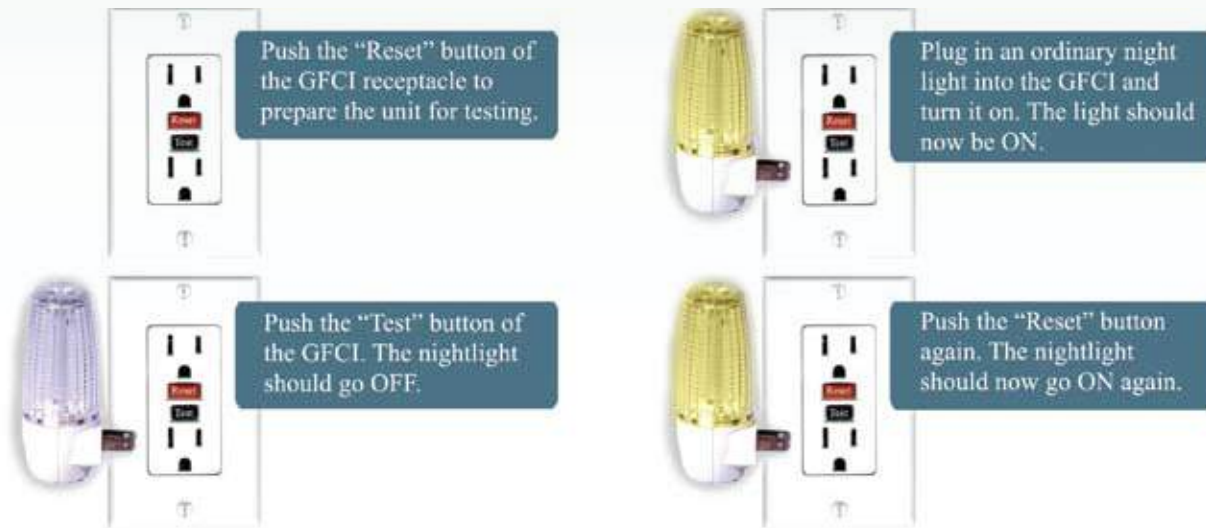 Push the “Reset” button of
the GFCI receptacle to
prepare the unit for testing.
Reset
Test
Plug in an ordinary night
light into the GFCI and
turn it on. The light should
now be ON.
Reset
Test
Push the “Test” button of
the GFCI. The nightlight
should go OFF.
Reset
Test
Push the “Reset” button
again. The nightlight
should now go ON again.
Reset
Test